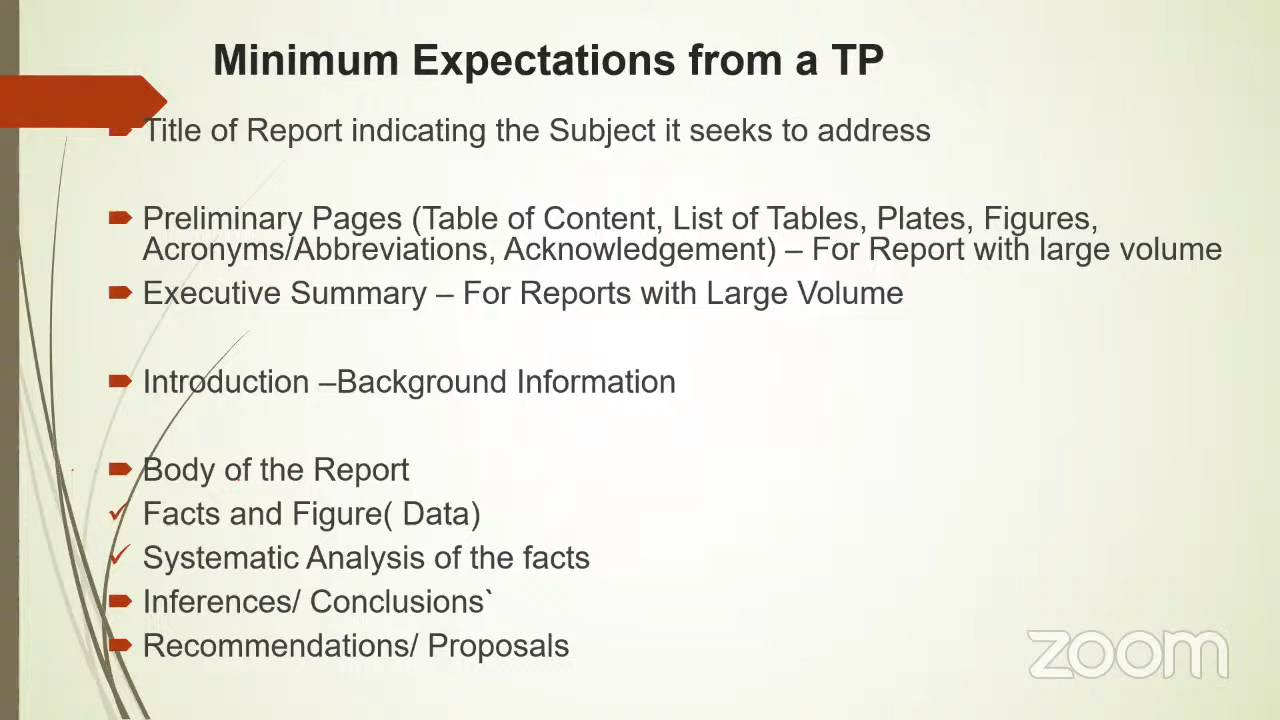 Minimum Expectations from a TP
Title of Report indicating the Subject it seeks to address
Preliminary Pages (Table of Content, List of Tables, Plates, Figures,
Acronyms/Abbreviations, Acknowledgement) – For Report with large volume
Executive Summary – For Reports with Large Volume
Introduction –Background Information
Body of the Report
Facts and Figure( Data)
Systematic Analysis of the facts
Inferences/ Conclusions`
Recommendations/ Proposals
zoom